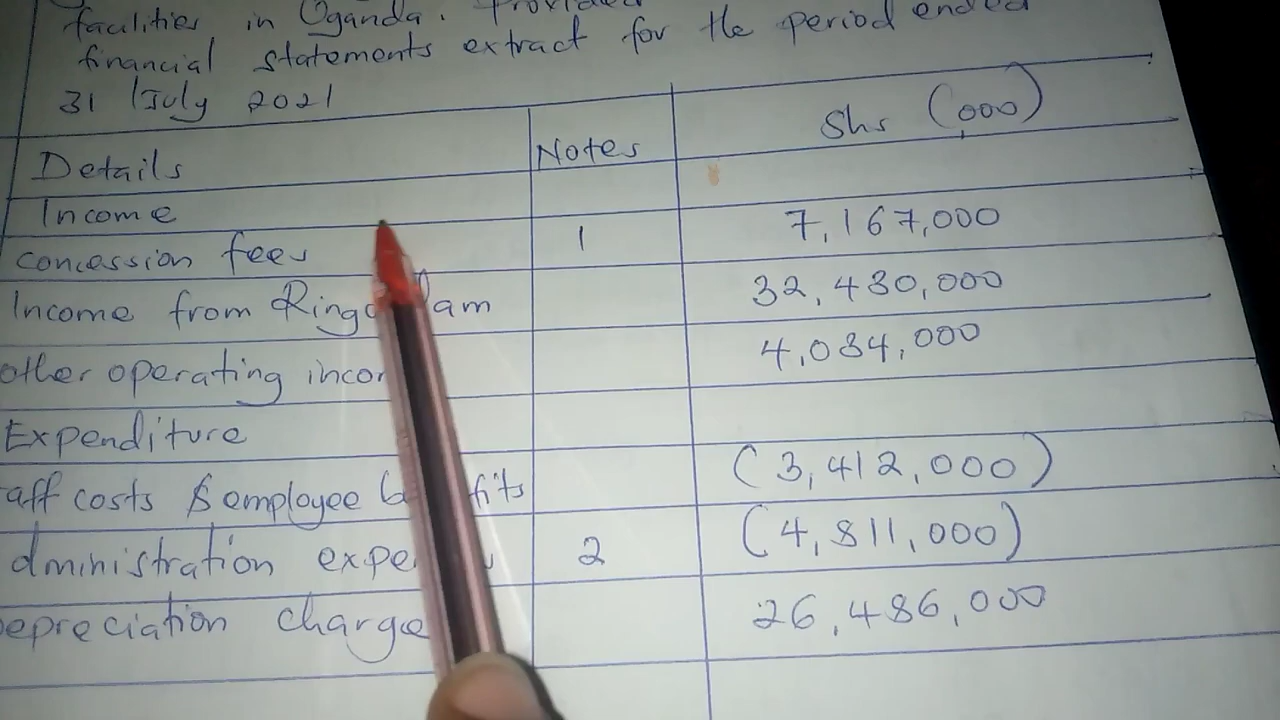 facilities in Uganda. Provided
financial statements extract for the period ended
31 July 2021
Details Notes Shs (000)
Income
concession fees 1 7,167,000
Income from 32,430,000
other operating 4,034,000
Expenditure
costs & employee (3,412,000)
2 (4,811,000)
charge 26,486,000